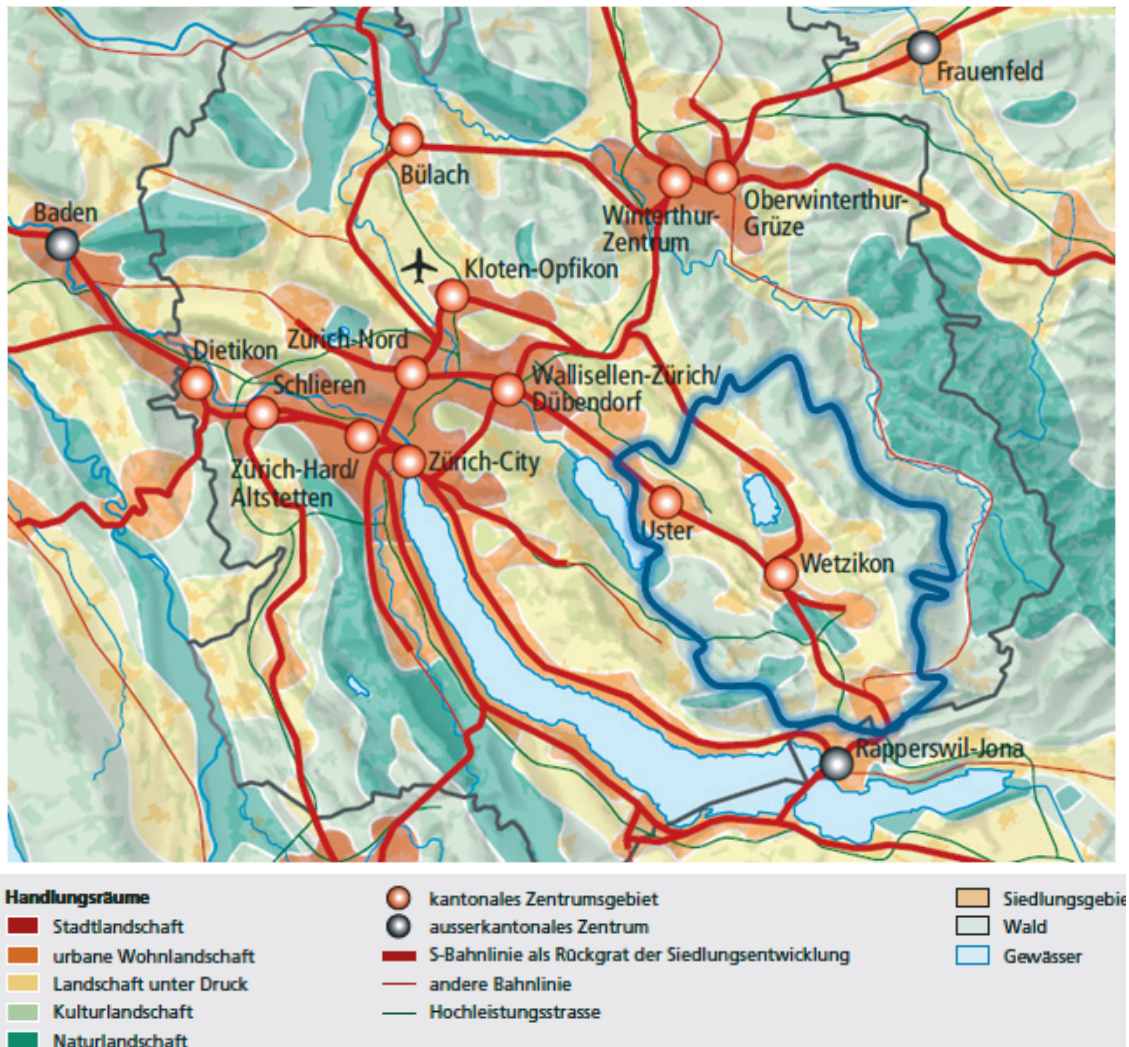 Frauenfeld
Bülach
Oberwinterthur-
Grüze
Winterthur-
Zentrum
Baden
Kloten-Opfikon
Zürich-Nord
Dietikon
Schlieren
Wallisellen-Zürich/
Dübendorf
Zürich-Hard/
Altstetten
Zürich-City
Uster
Wetzikon
Rapperswil-Jona
Handlungsräume
Stadtlandschaft
urbane Wohnlandschaft
Landschaft unter Druck
Kulturlandschaft
Naturlandschaft
kantonales Zentrumsgebiet
ausserkantonales Zentrum
S-Bahnlinie als Rückgrat der Siedlungsentwicklung
andere Bahnlinie
Hochleistungsstrasse
Siedlungsgebie
Wald
Gewässer